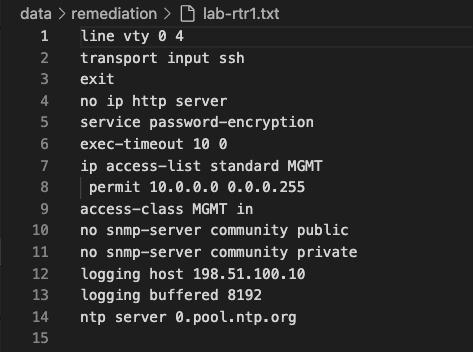 data > remediation > lab-rtr1.txt
1 line vty 0 4
2 transport input ssh
3 exit
4 no ip http server
5 service password-encryption
6 exec-timeout 10 0
7 ip access-list standard MGMT
8  permit 10.0.0.0 0.0.0.255
9 access-class MGMT in
10 no snmp-server community public
11 no snmp-server community private
12 logging host 198.51.100.10
13 logging buffered 8192
14 ntp server 0.pool.ntp.org
15